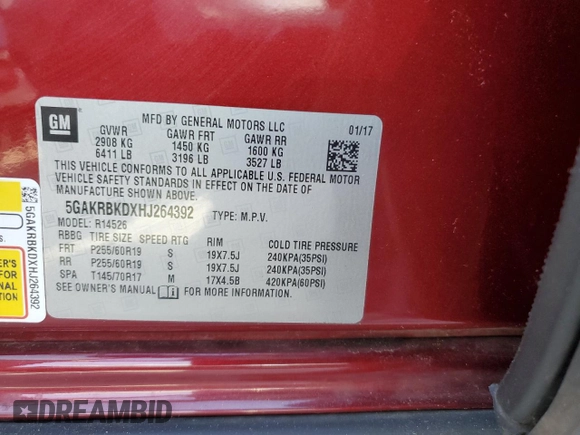 GM
MFD BY GENERAL MOTORS LLC
GVWR GAWR FRT GAWR RR 01/17
2908 KG 1450 KG 1600 KG
6411 LB 3196 LB 3527 LB
THIS VEHICLE CONFORMS TO ALL APPLICABLE U.S. FEDERAL MOTOR
VEHICLE SAFETY STANDARDS IN EFFECT ON THE DATE OF
MANUFACTURE SHOWN ABOVE.
5GAKRBKDXHJ264392 TYPE: M.P.V.
MODEL: R14526
RBBG TIRE SIZE SPEED RTG RIM COLD TIRE PRESSURE
FRT P255/60R19 S 19X7.5J 240KPA(35PSI)
RR P255/60R19 S 19X7.5J 240KPA(35PSI)
SPA T145/70R17 M 17X4.5B 420KPA(60PSI)
SEE OWNER'S MANUAL FOR MORE INFORMATION
5GAKRBKDXHJ264392
s.
ER'S
FOR
ONAL
N.
DREAMBID